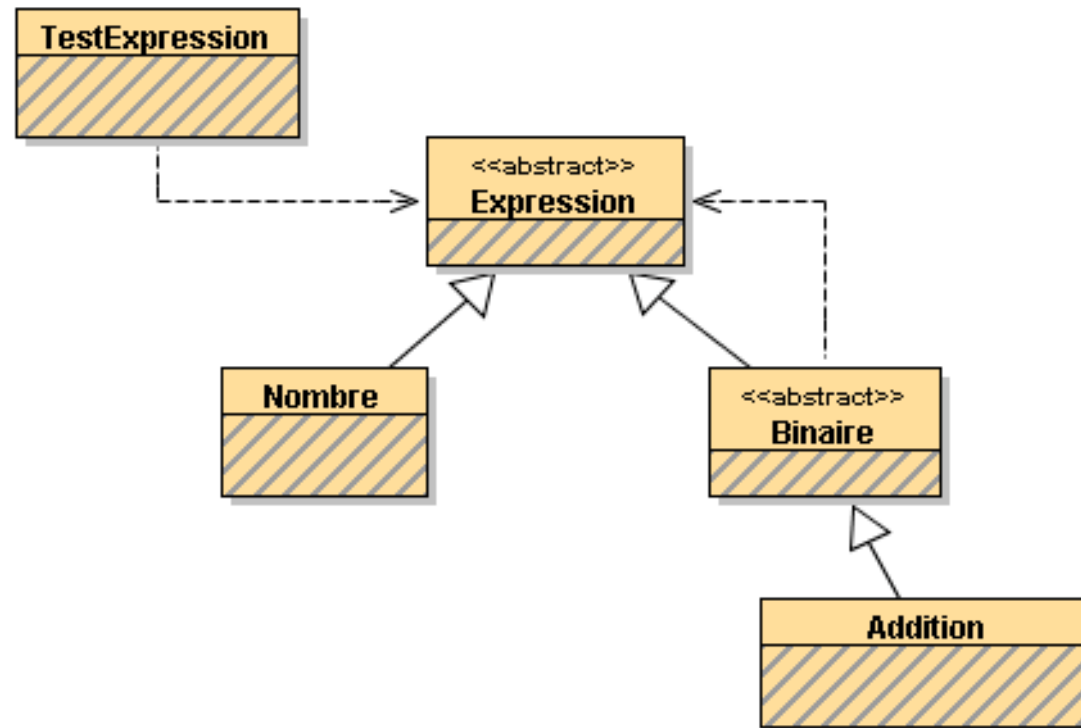 TestExpression
<<abstract>>
Expression
Nombre
<<abstract>>
Binaire
Addition